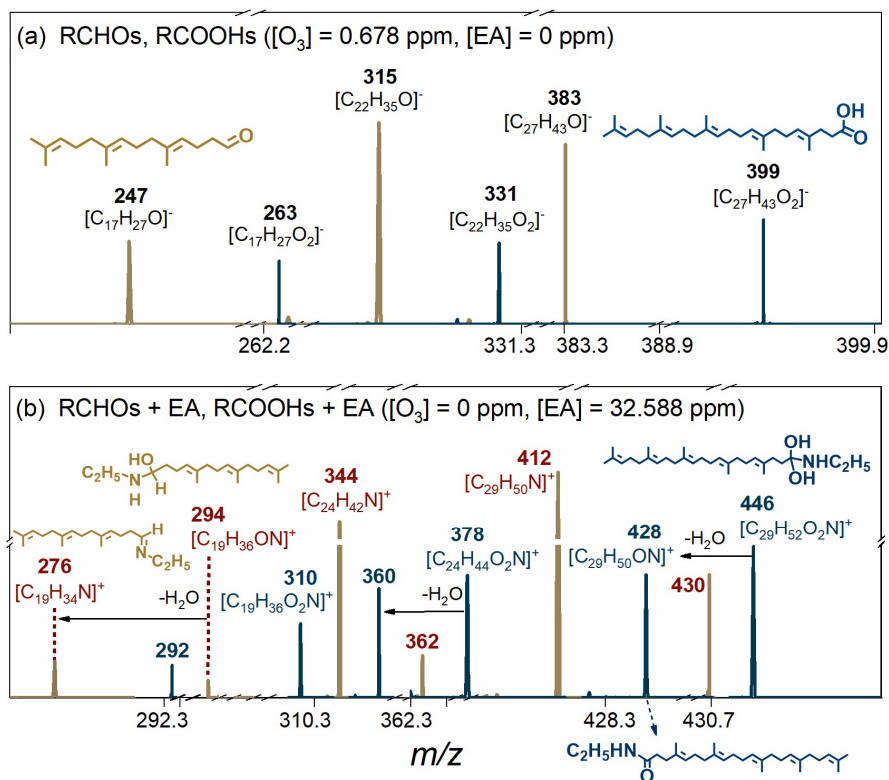 (a) RCHOs, RCOOHs ([O₃] = 0.678 ppm, [EA] = 0 ppm)
315
[C₂₂H₃₅O]⁻
383
[C₂₇H₄₃O]⁻
OH
O
O
247
[C₁₇H₂₇O]⁻
263
[C₁₇H₂₇O₂]⁻
331
[C₂₂H₃₅O₂]⁻
399
[C₂₇H₄₃O₂]⁻
262.2
331.3
383.3
388.9
399.9
(b) RCHOs + EA, RCOOHs + EA ([O₃] = 0 ppm, [EA] = 32.588 ppm)
HO
C₂H₅
N
H
H
344
[C₂₄H₄₂N]⁺
412
[C₂₉H₅₀N]⁺
OH
NHC₂H₅
OH
H
N
C₂H₅
294
[C₁₉H₃₆ON]⁺
276
[C₁₉H₃₄N]⁺
-H₂O
292
310
[C₁₉H₃₆O₂N]⁺
360
-H₂O
378
[C₂₄H₄₄O₂N]⁺
362
428
[C₂₉H₅₀ON]⁺
-H₂O
446
[C₂₉H₅₂O₂N]⁺
430
292.3
310.3
362.3
428.3
430.7
m/z
C₂H₅HN
O